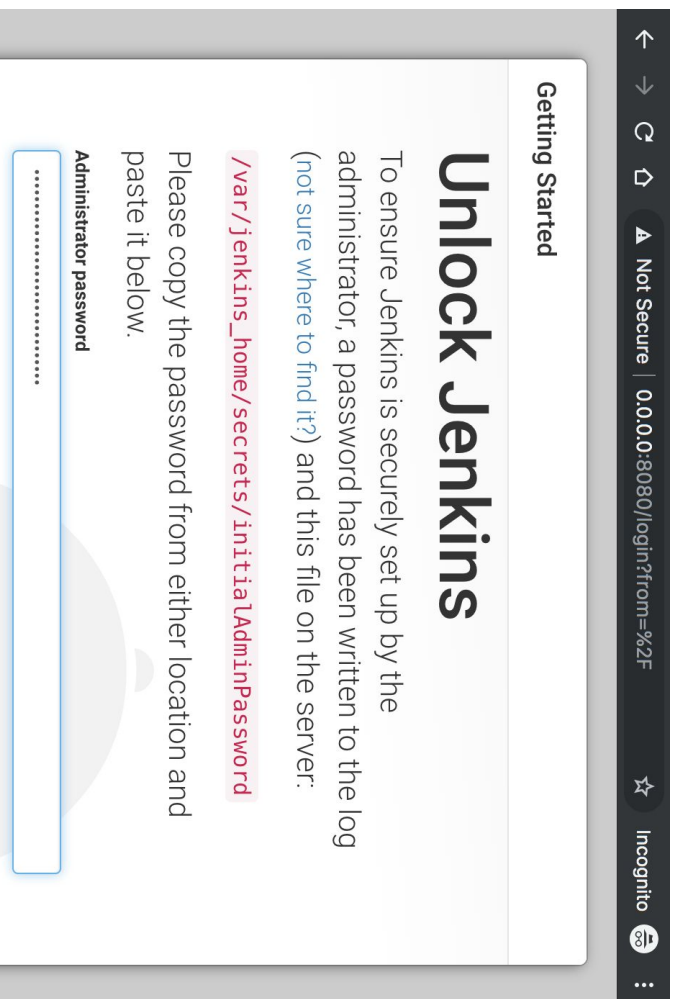 Not Secure | 0.0.0.0:8080/login?from=%2F
Incognito
Getting Started
Unlock Jenkins
To ensure Jenkins is securely set up by the
administrator, a password has been written to the log
(not sure where to find it?) and this file on the server:
/var/jenkins_home/secrets/initialAdminPassword
Please copy the password from either location and
paste it below.
Administrator password